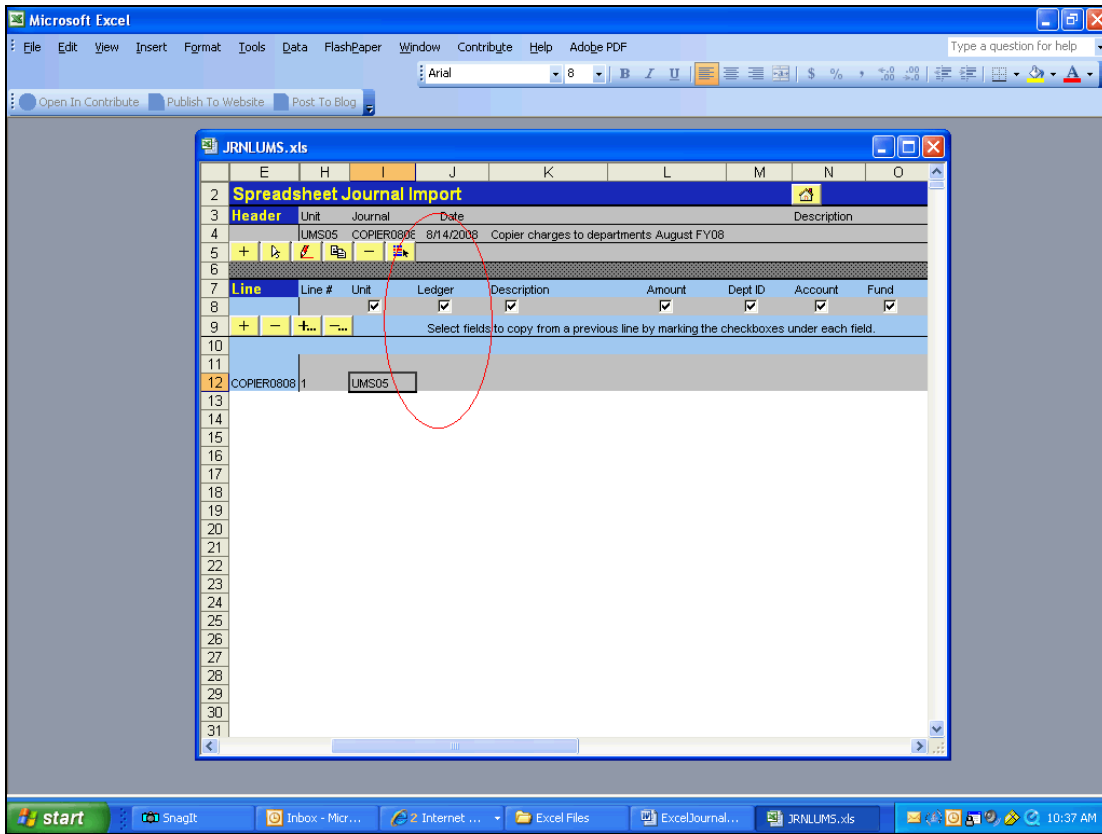 Microsoft Excel
File Edit View Insert Format Tools Data FlashPaper Window Contribute Help Adobe PDF Type a question for help
Arial 8 B I U $ % ,
Open In Contribute Publish To Website Post To Blog
JRNLUMS.xls
E H I J K L M N O
2 Spreadsheet Journal Import
3 Header Unit Journal Date Description
4 UMS05 COPIER0808 8/14/2008 Copier charges to departments August FY08
5
6
7 Line Line # Unit Ledger Description Amount Dept ID Account Fund
8
9 Select fields to copy from a previous line by marking the checkboxes under each field.
10
11
12 COPIER0808 1 UMS05
13
14
15
16
17
18
19
20
21
22
23
24
25
26
27
28
29
30
31
start SnagIt Inbox - Micr... 2 Internet ... Excel Files ExcelJournal... JRNLUMS.xls 10:37 AM